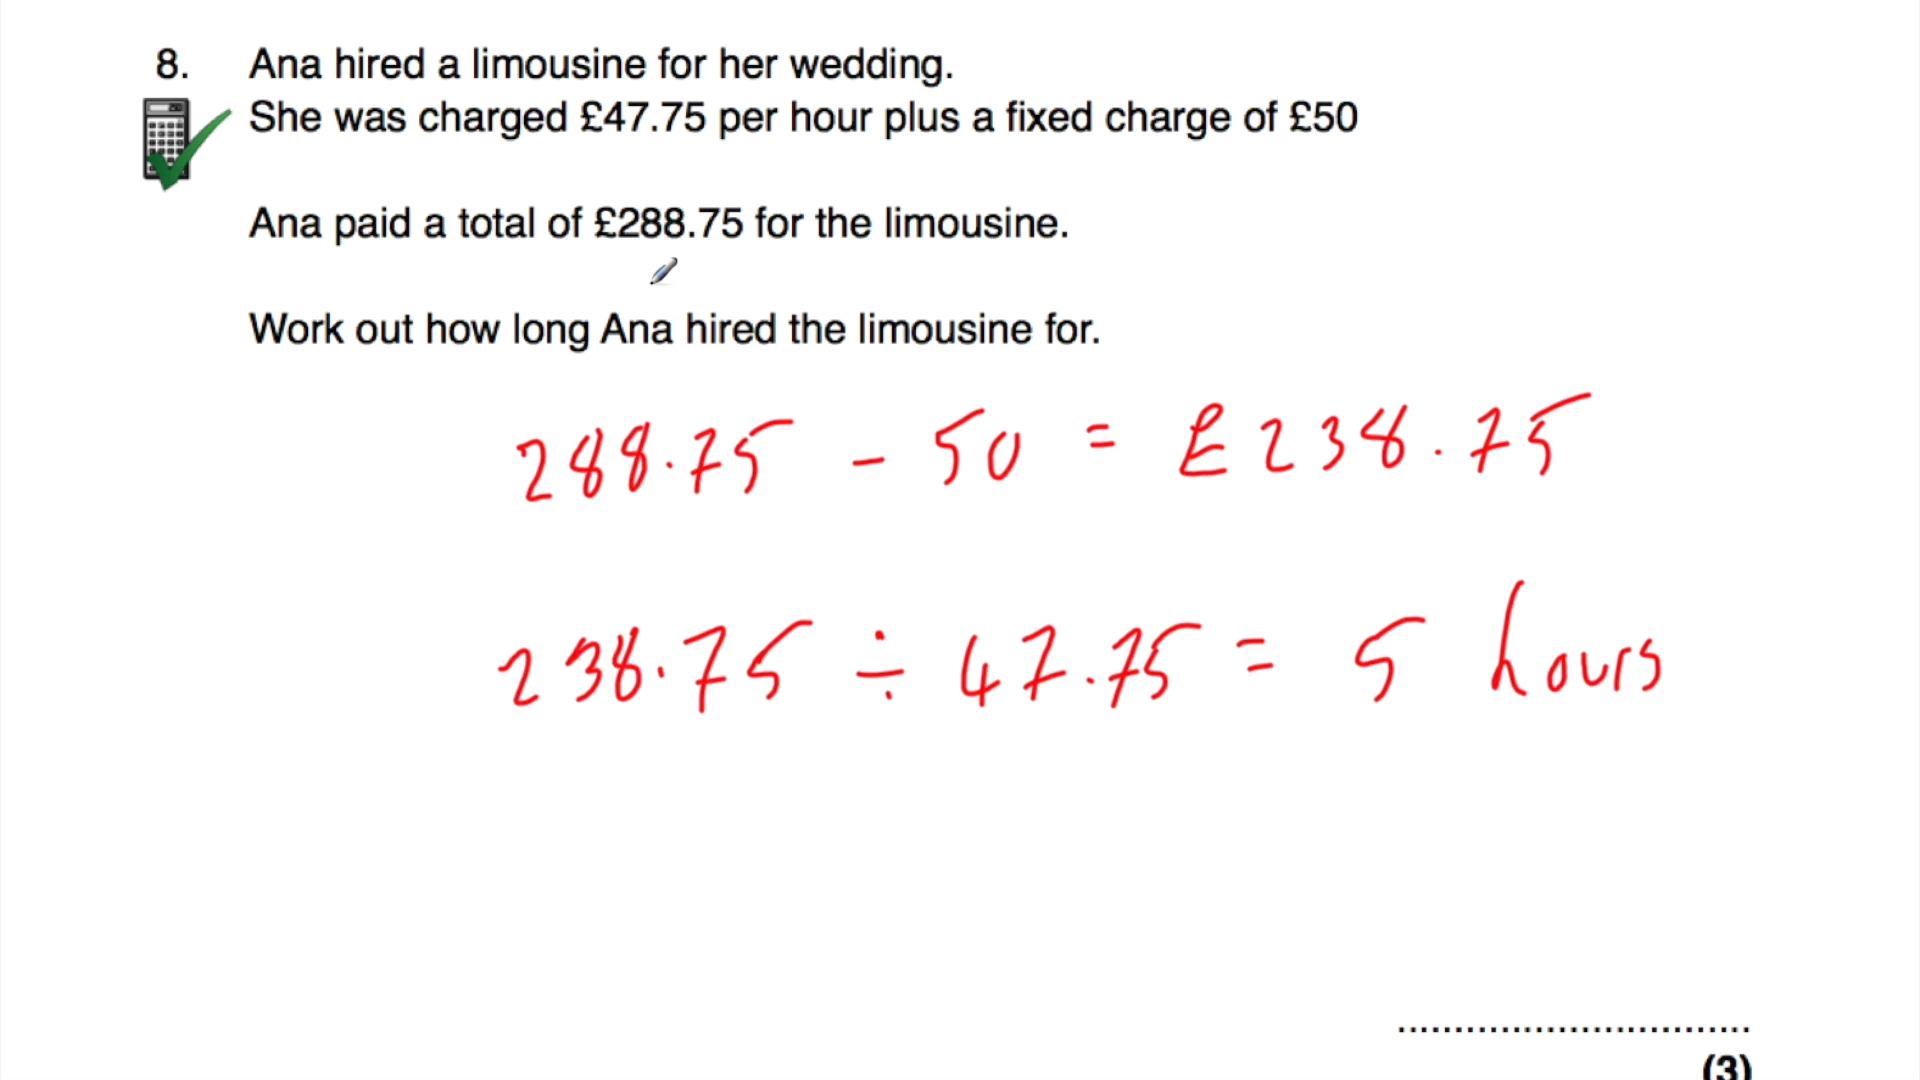 8. Ana hired a limousine for her wedding.
She was charged £47.75 per hour plus a fixed charge of £50
Ana paid a total of £288.75 for the limousine.
Work out how long Ana hired the limousine for.
288.75 - 50 = £238.75
238.75 ÷ 47.75 = 5 hours
..............................
(3)